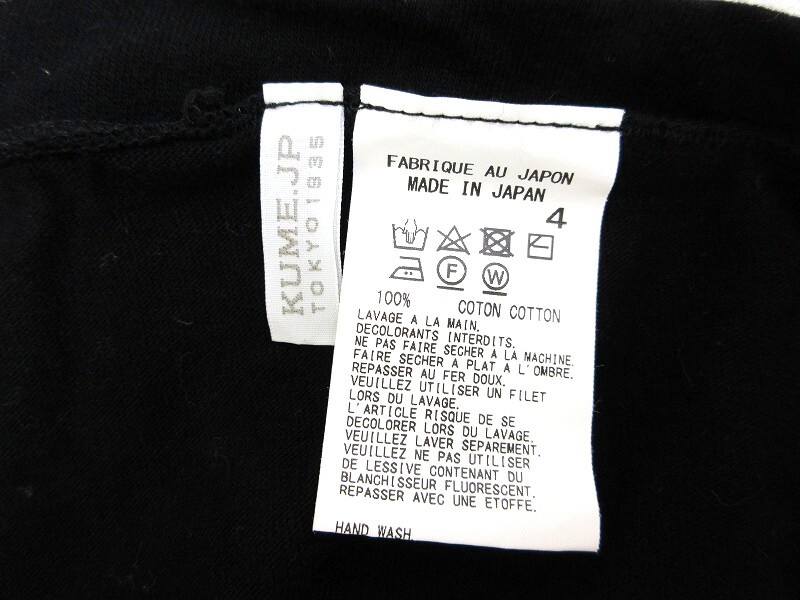 KUME.JP
TOKYO1935
FABRIQUE AU JAPON
MADE IN JAPAN
4
F W
100% COTON COTTON
LAVAGE A LA MAIN.
DECOLORANTS INTERDITS.
NE PAS FAIRE SECHER A LA MACHINE.
FAIRE SECHER A PLAT A L'OMBRE.
REPASSER AU FER DOUX.
VEUILLEZ UTILISER UN FILET
LORS DU LAVAGE.
L'ARTICLE RISQUE DE SE
DECOLORER LORS DU LAVAGE.
VEUILLEZ LAVER SEPAREMENT.
VEUILLEZ NE PAS UTILISER
DE LESSIVE CONTENANT DU
BLANCHISSEUR FLUORESCENT.
REPASSER AVEC UNE ETOFFE.
HAND WASH.